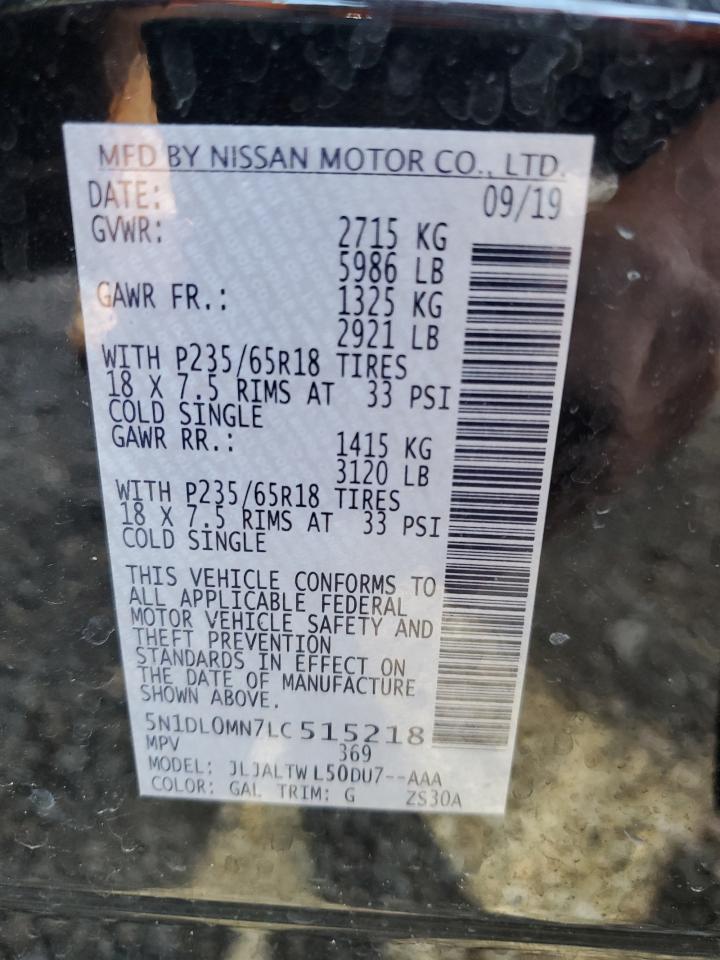 MFD BY NISSAN MOTOR CO., LTD.
DATE: 09/19
GVWR: 2715 KG
5986 LB
GAWR FR.: 1325 KG
2921 LB
WITH P235/65R18 TIRES
18 X 7.5 RIMS AT 33 PSI
COLD SINGLE
GAWR RR.: 1415 KG
3120 LB
WITH P235/65R18 TIRES
18 X 7.5 RIMS AT 33 PSI
COLD SINGLE
THIS VEHICLE CONFORMS TO
ALL APPLICABLE FEDERAL
MOTOR VEHICLE SAFETY AND
THEFT PREVENTION
STANDARDS IN EFFECT ON
THE DATE OF MANUFACTURE
SHOWN ABOVE.
5N1DL0MN7LC515218
MPV 369
MODEL: JLJALTWL50DU7--AAA
COLOR: GAL TRIM: G ZS30A